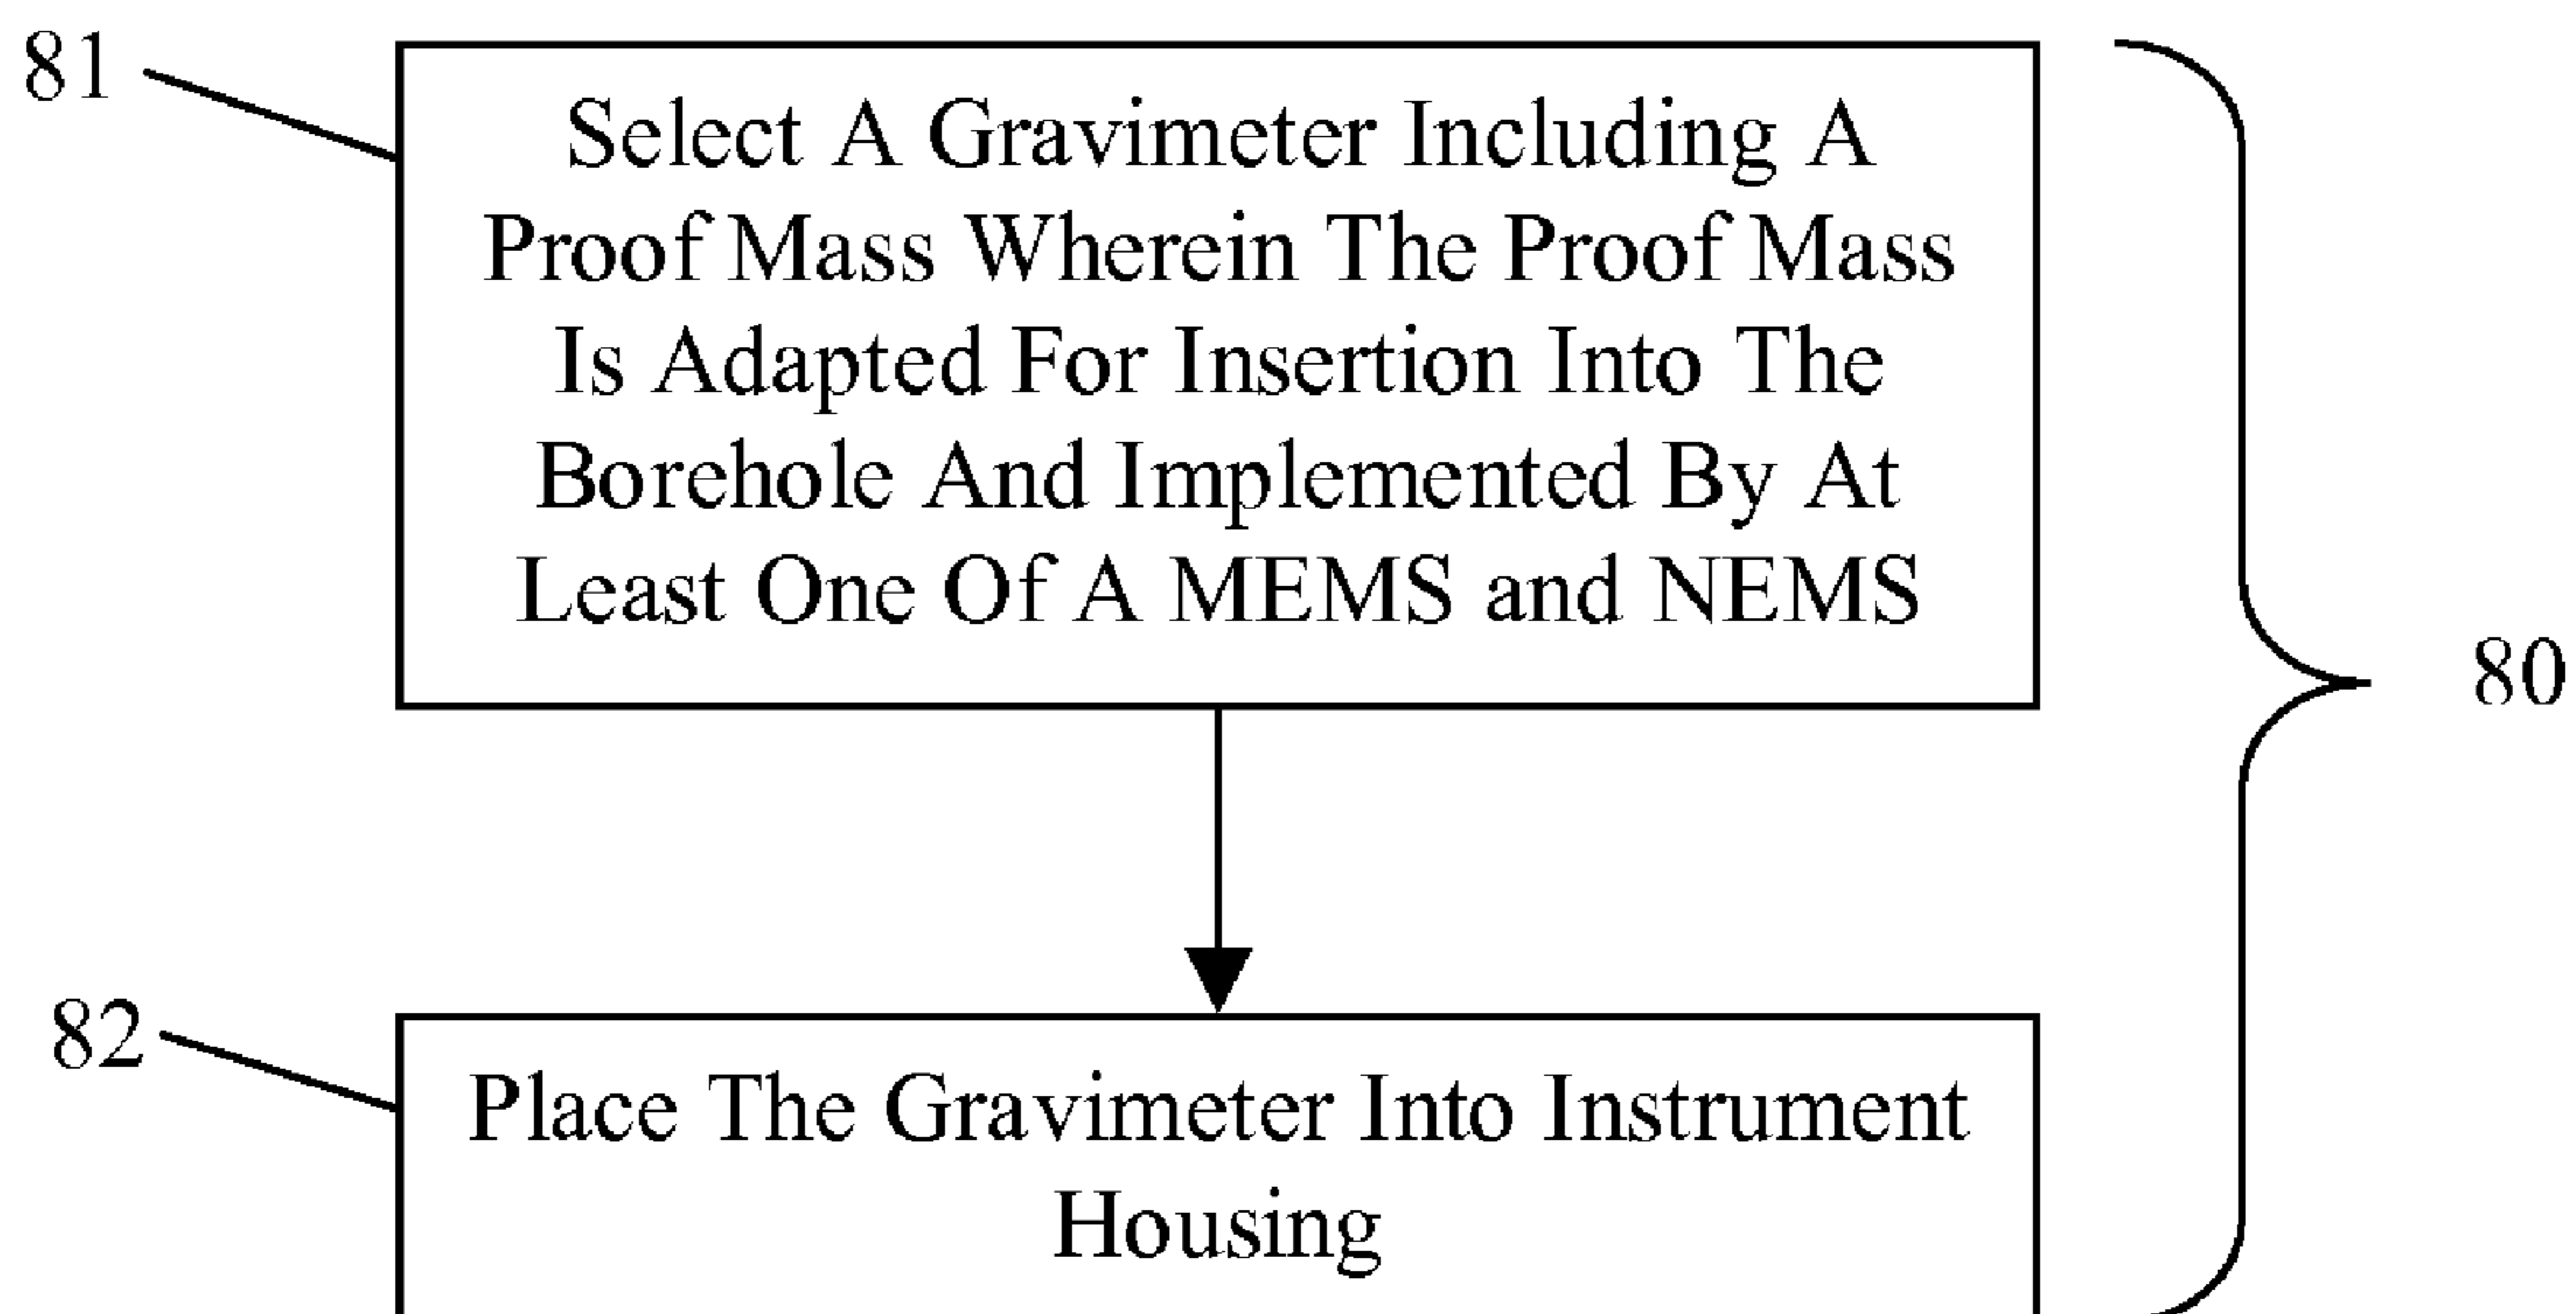 81
Select A Gravimeter Including A
Proof Mass Wherein The Proof Mass
Is Adapted For Insertion Into The
Borehole And Implemented By At
Least One Of A MEMS and NEMS
80
82
Place The Gravimeter Into Instrument
Housing